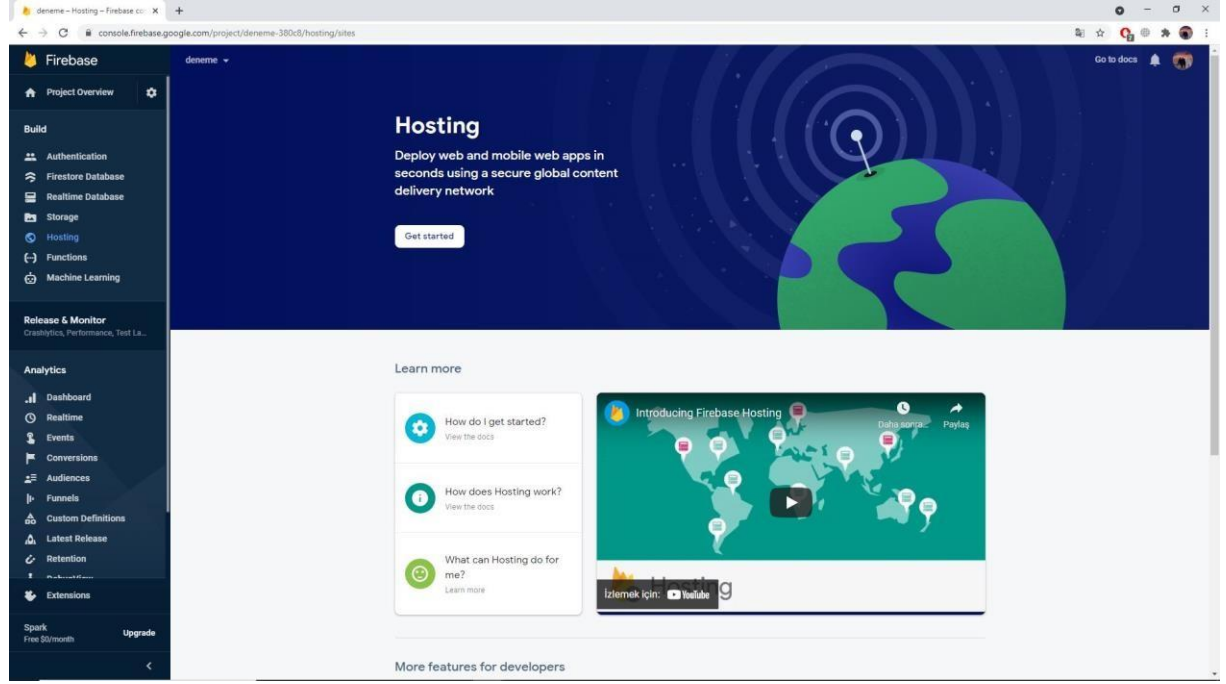 deneme – Hosting – Firebase co
console.firebase.google.com/project/deneme-380c8/hosting/sites
Firebase
deneme
Go to docs
Project Overview
Build
Authentication
Firestore Database
Realtime Database
Storage
Hosting
Functions
Machine Learning
Release & Monitor
Crashlytics, Performance, Test La...
Analytics
Dashboard
Realtime
Events
Conversions
Audiences
Funnels
Custom Definitions
Latest Release
Retention
DebugView
Extensions
Spark
Free $0/month
Upgrade
Hosting
Deploy web and mobile web apps in
seconds using a secure global content
delivery network
Get started
Learn more
How do I get started?
View the docs
How does Hosting work?
View the docs
What can Hosting do for
me?
Learn more
Introducing Firebase Hosting
Daha sonra...
Paylaş
Hosting
İzlemek için: YouTube
More features for developers